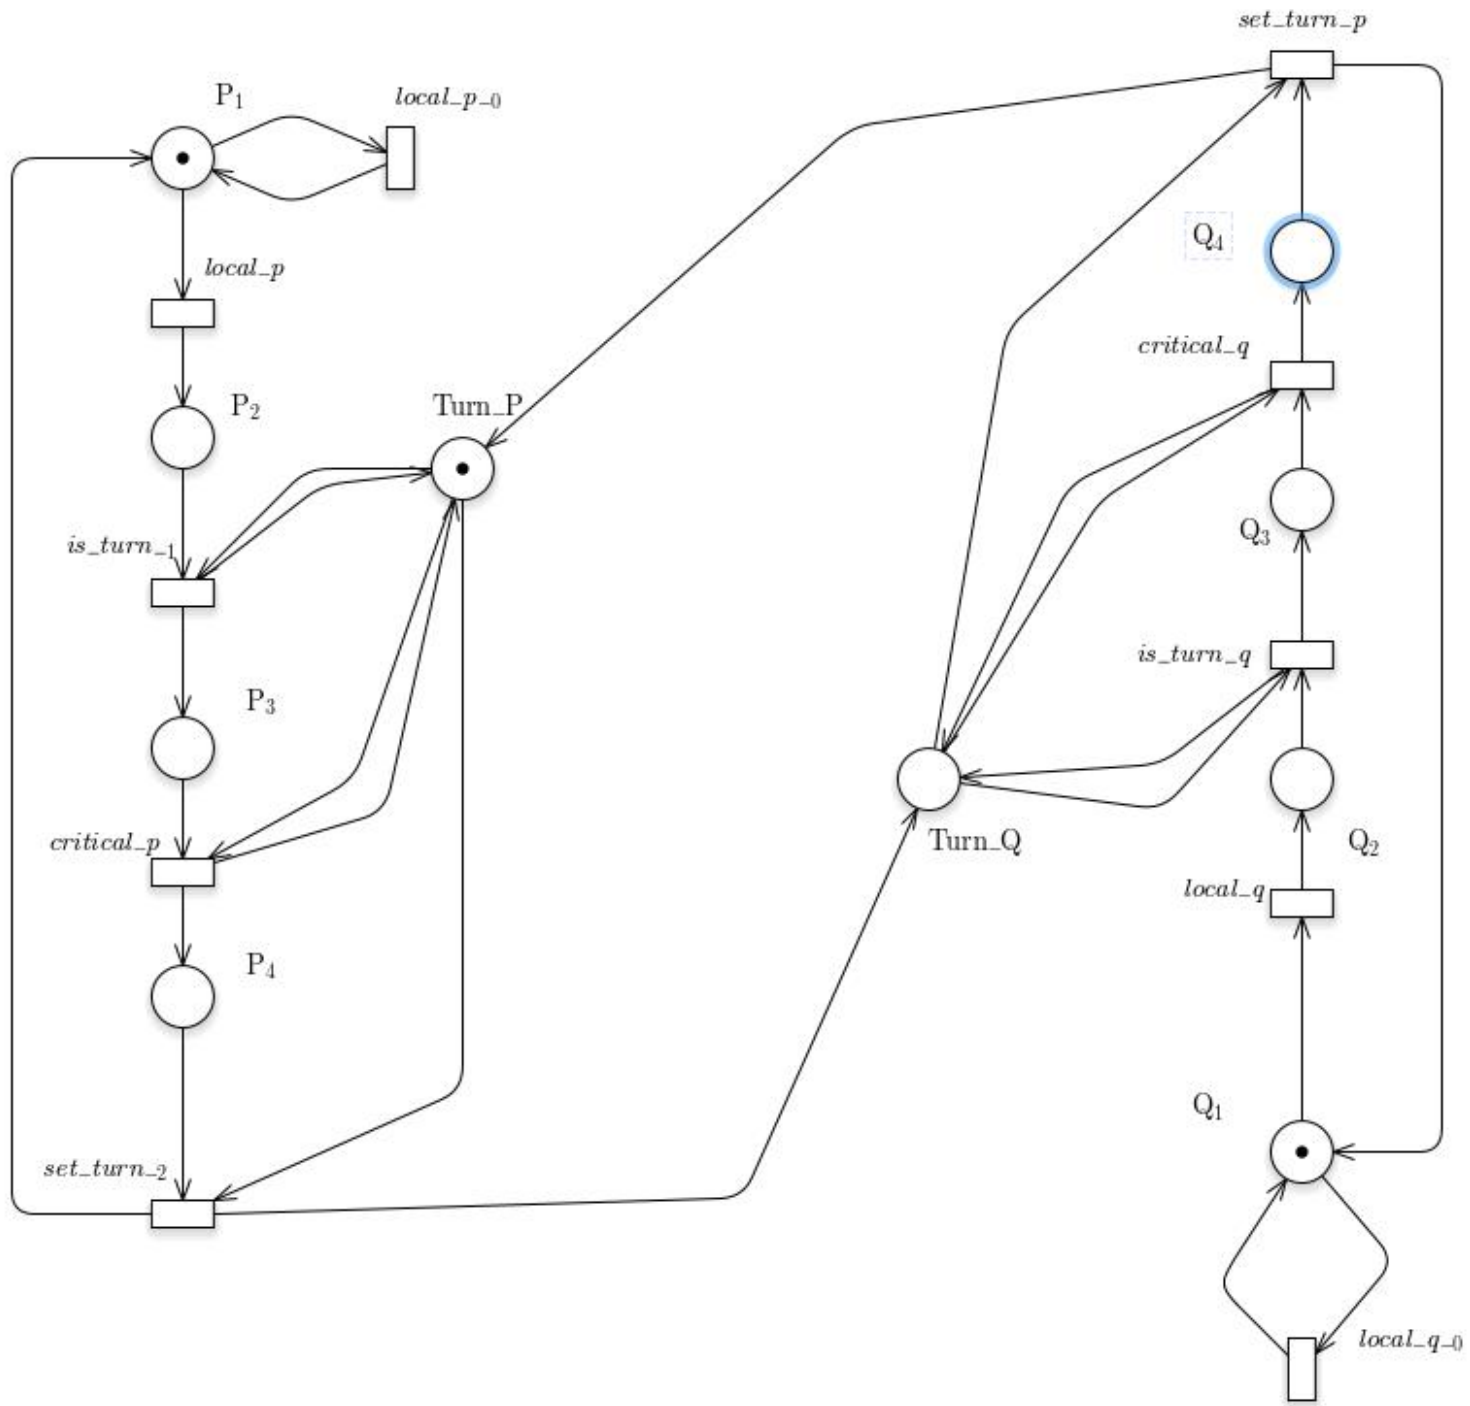 set_turn_p
P₁
local_p_₀
local_p
Q₄
critical_q
P₂
Turn_P
Q₃
is_turn_₁
is_turn_q
P₃
critical_p
Turn_Q
Q₂
local_q
P₄
Q₁
set_turn_₂
local_q_₀